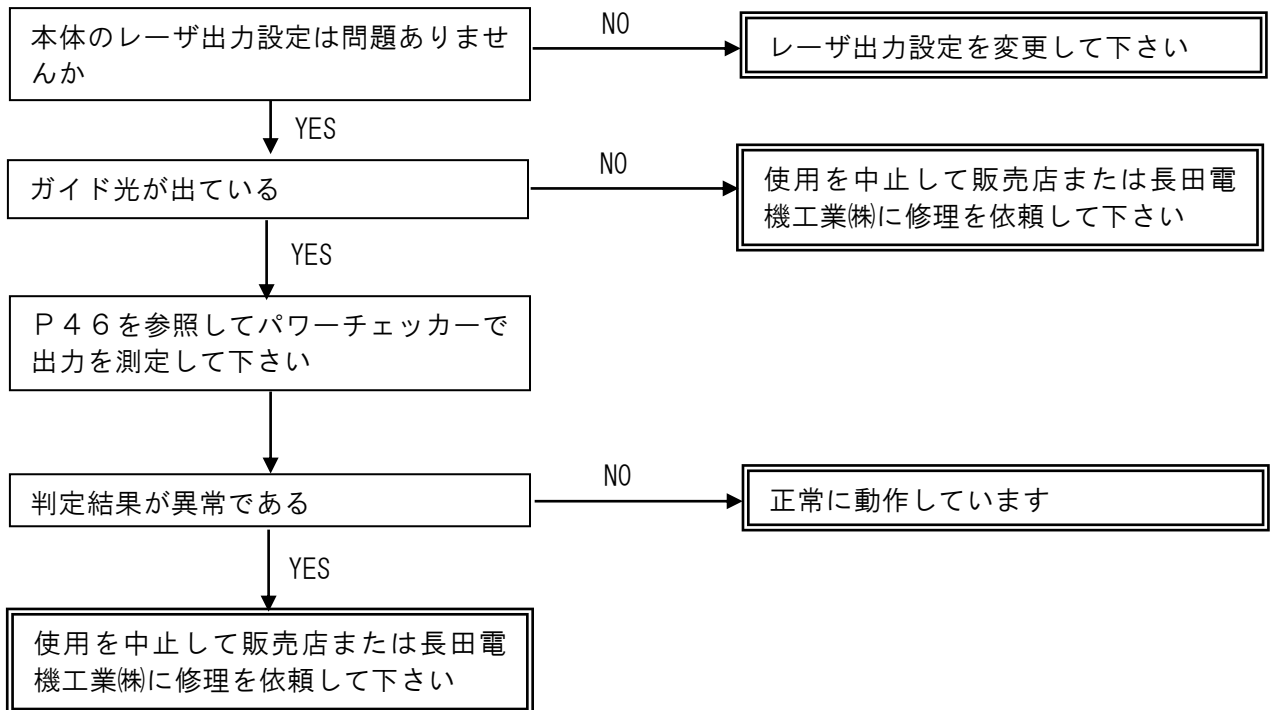 本体のレーザ出力設定は問題ありませ
んか
NO
レーザ出力設定を変更して下さい
YES
ガイド光が出ている
NO
使用を中止して販売店または長田電
機工業㈱に修理を依頼して下さい
YES
P46を参照してパワーチェッカーで
出力を測定して下さい
判定結果が異常である
NO
正常に動作しています
YES
使用を中止して販売店または長田電
機工業㈱に修理を依頼して下さい